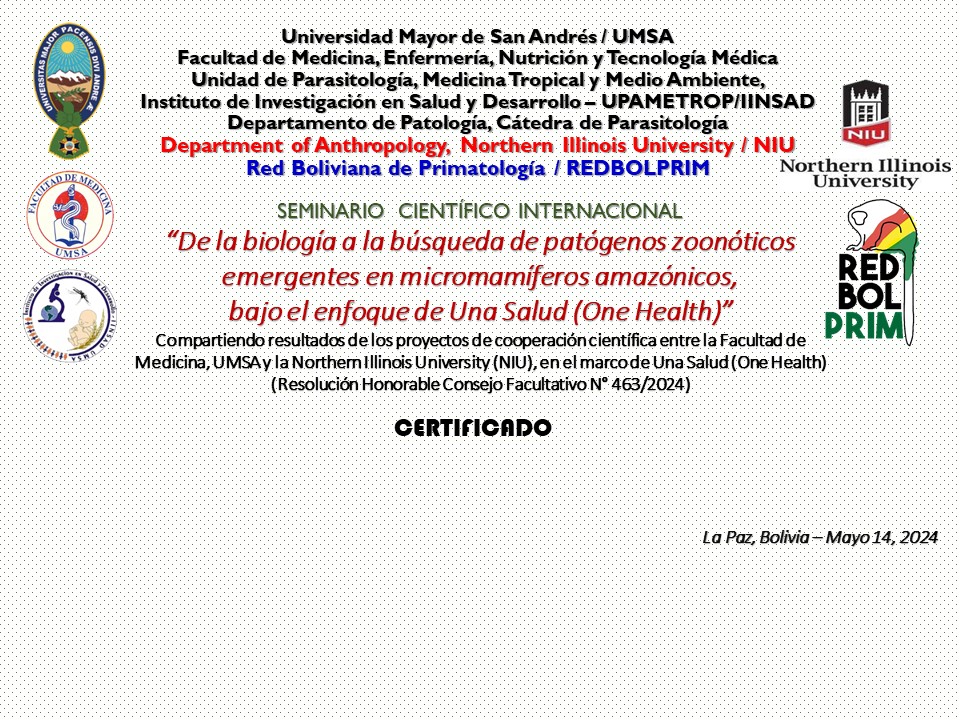 Universidad Mayor de San Andrés / UMSA
Facultad de Medicina, Enfermería, Nutrición y Tecnología Médica
Unidad de Parasitología, Medicina Tropical y Medio Ambiente,
Instituto de Investigación en Salud y Desarrollo – UPAMETROP/IINSAD
Departamento de Patología, Cátedra de Parasitología
Department of Anthropology, Northern Illinois University / NIU
Red Boliviana de Primatología / REDBOLPRIM
UNIVERSITAS MAJOR PACENSIS DIVI ANDRE Æ
NIU
Northern Illinois
University
FACULTAD DE MEDICINA
UMSA
SEMINARIO CIENTÍFICO INTERNACIONAL
“De la biología a la búsqueda de patógenos zoonóticos
emergentes en micromamíferos amazónicos,
bajo el enfoque de Una Salud (One Health)”
RED
BOL
PRIM
Instituto de Investigación en Salud y Desarrollo
IINSAD
UMSA
Compartiendo resultados de los proyectos de cooperación científica entre la Facultad de
Medicina, UMSA y la Northern Illinois University (NIU), en el marco de Una Salud (One Health)
(Resolución Honorable Consejo Facultativo N° 463/2024)
CERTIFICADO
La Paz, Bolivia – Mayo 14, 2024